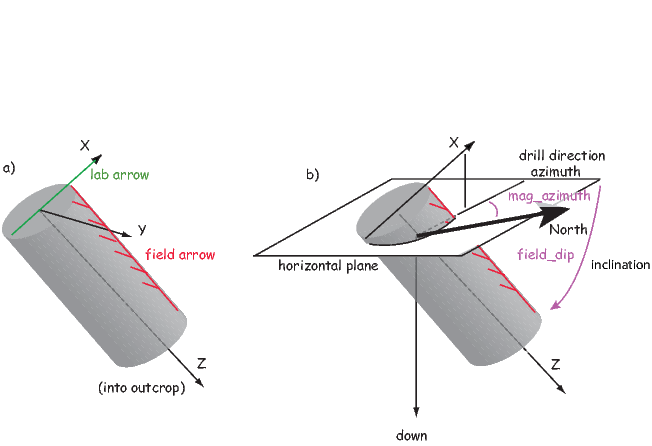 a)
X
lab arrow
Y
field arrow
Z
(into outcrop)
b)
X
drill direction
azimuth
mag_azimuth
North
field_dip
inclination
horizontal plane
Z
down